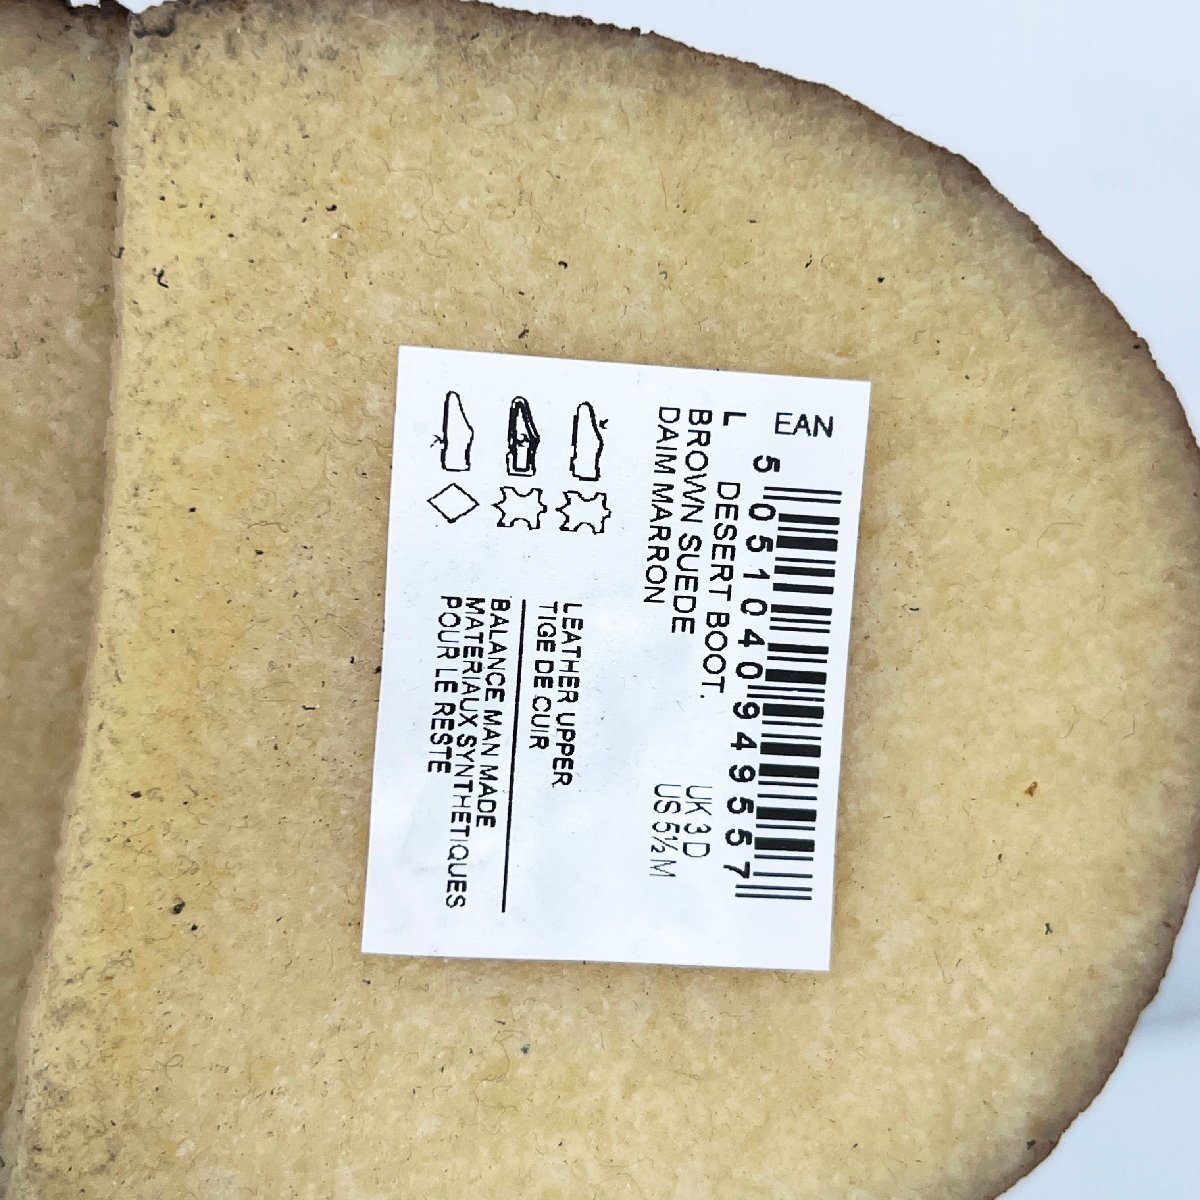 EAN
5 051040 949557
L DESERT BOOT.
BROWN SUEDE UK 3 D
DAIM MARRON US 5½ M
LEATHER UPPER
TIGE DE CUIR
BALANCE MAN MADE
MATERIAUX SYNTHETIQUES
POUR LE RESTE